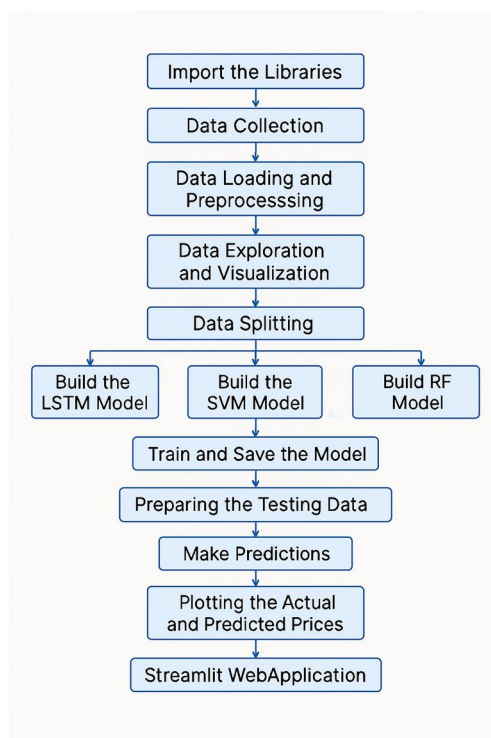 Import the Libraries
Data Collection
Data Loading and
Preprocesssing
Data Exploration
and Visualization
Data Splitting
Build the
LSTM Model
Build the
SVM Model
Build RF
Model
Train and Save the Model
Preparing the Testing Data
Make Predictions
Plotting the Actual
and Predicted Prices
Streamlit WebApplication